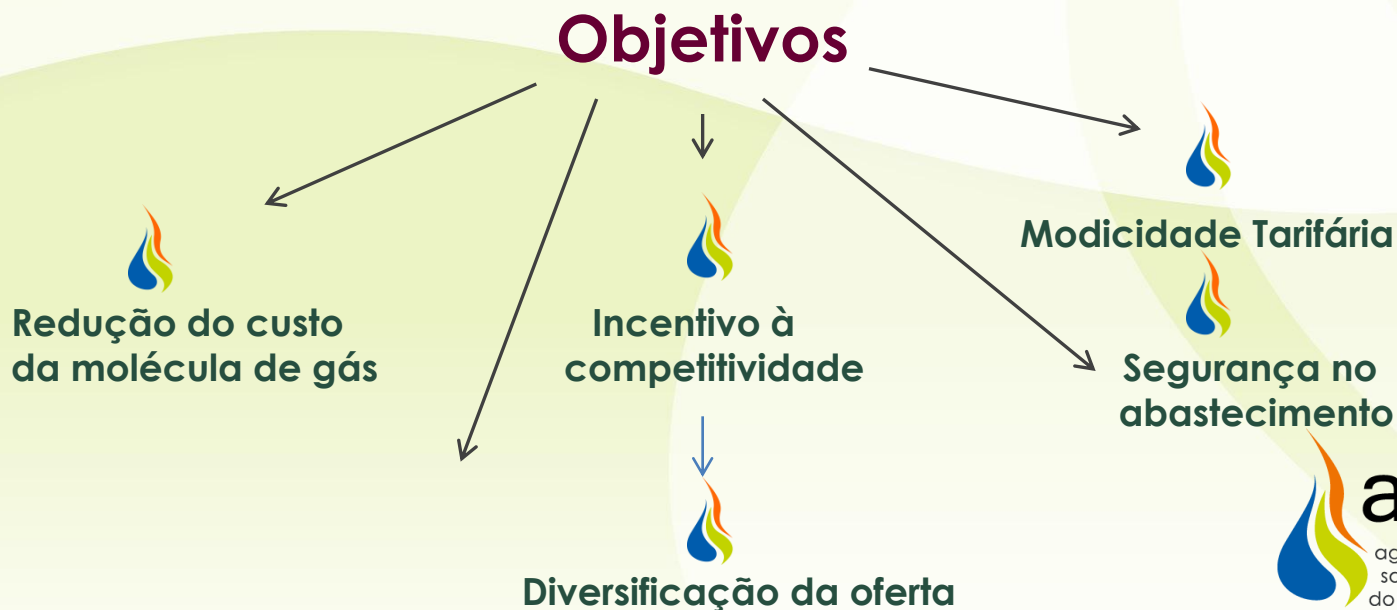 Objetivos
Modicidade Tarifária
Redução do custo
da molécula de gás
Incentivo à
competitividade
Segurança no
abastecimento
Diversificação da oferta